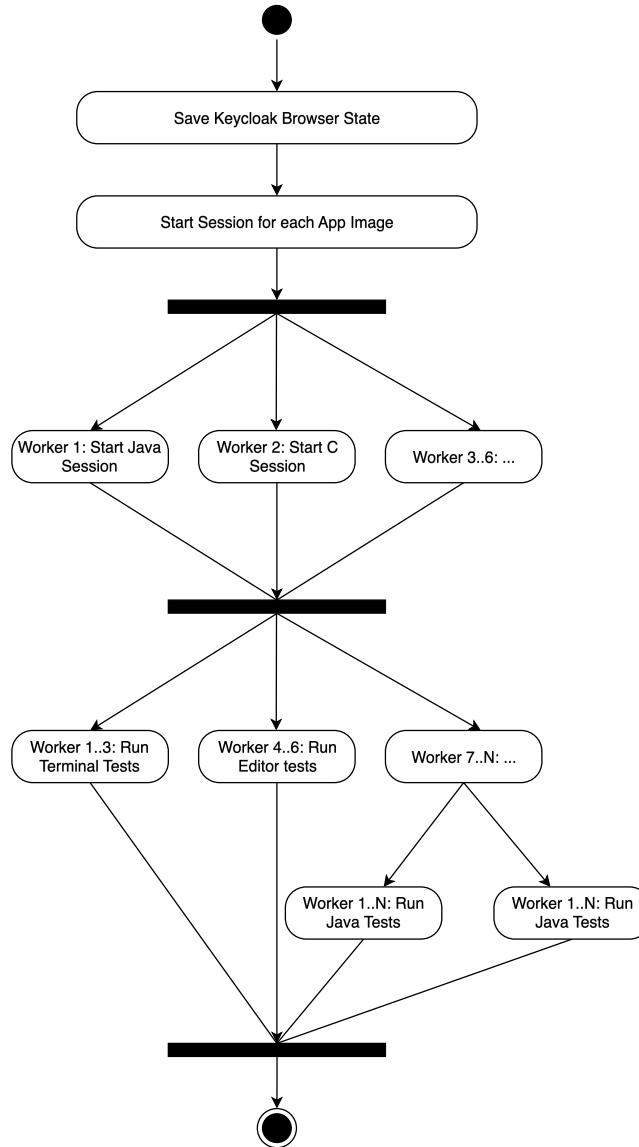 Save Keycloak Browser State
Start Session for each App Image
Worker 1: Start Java
Session
Worker 2: Start C
Session
Worker 3..6: ...
Worker 1..3: Run
Terminal Tests
Worker 4..6: Run
Editor tests
Worker 7..N: ...
Worker 1..N: Run
Java Tests
Worker 1..N: Run
Java Tests